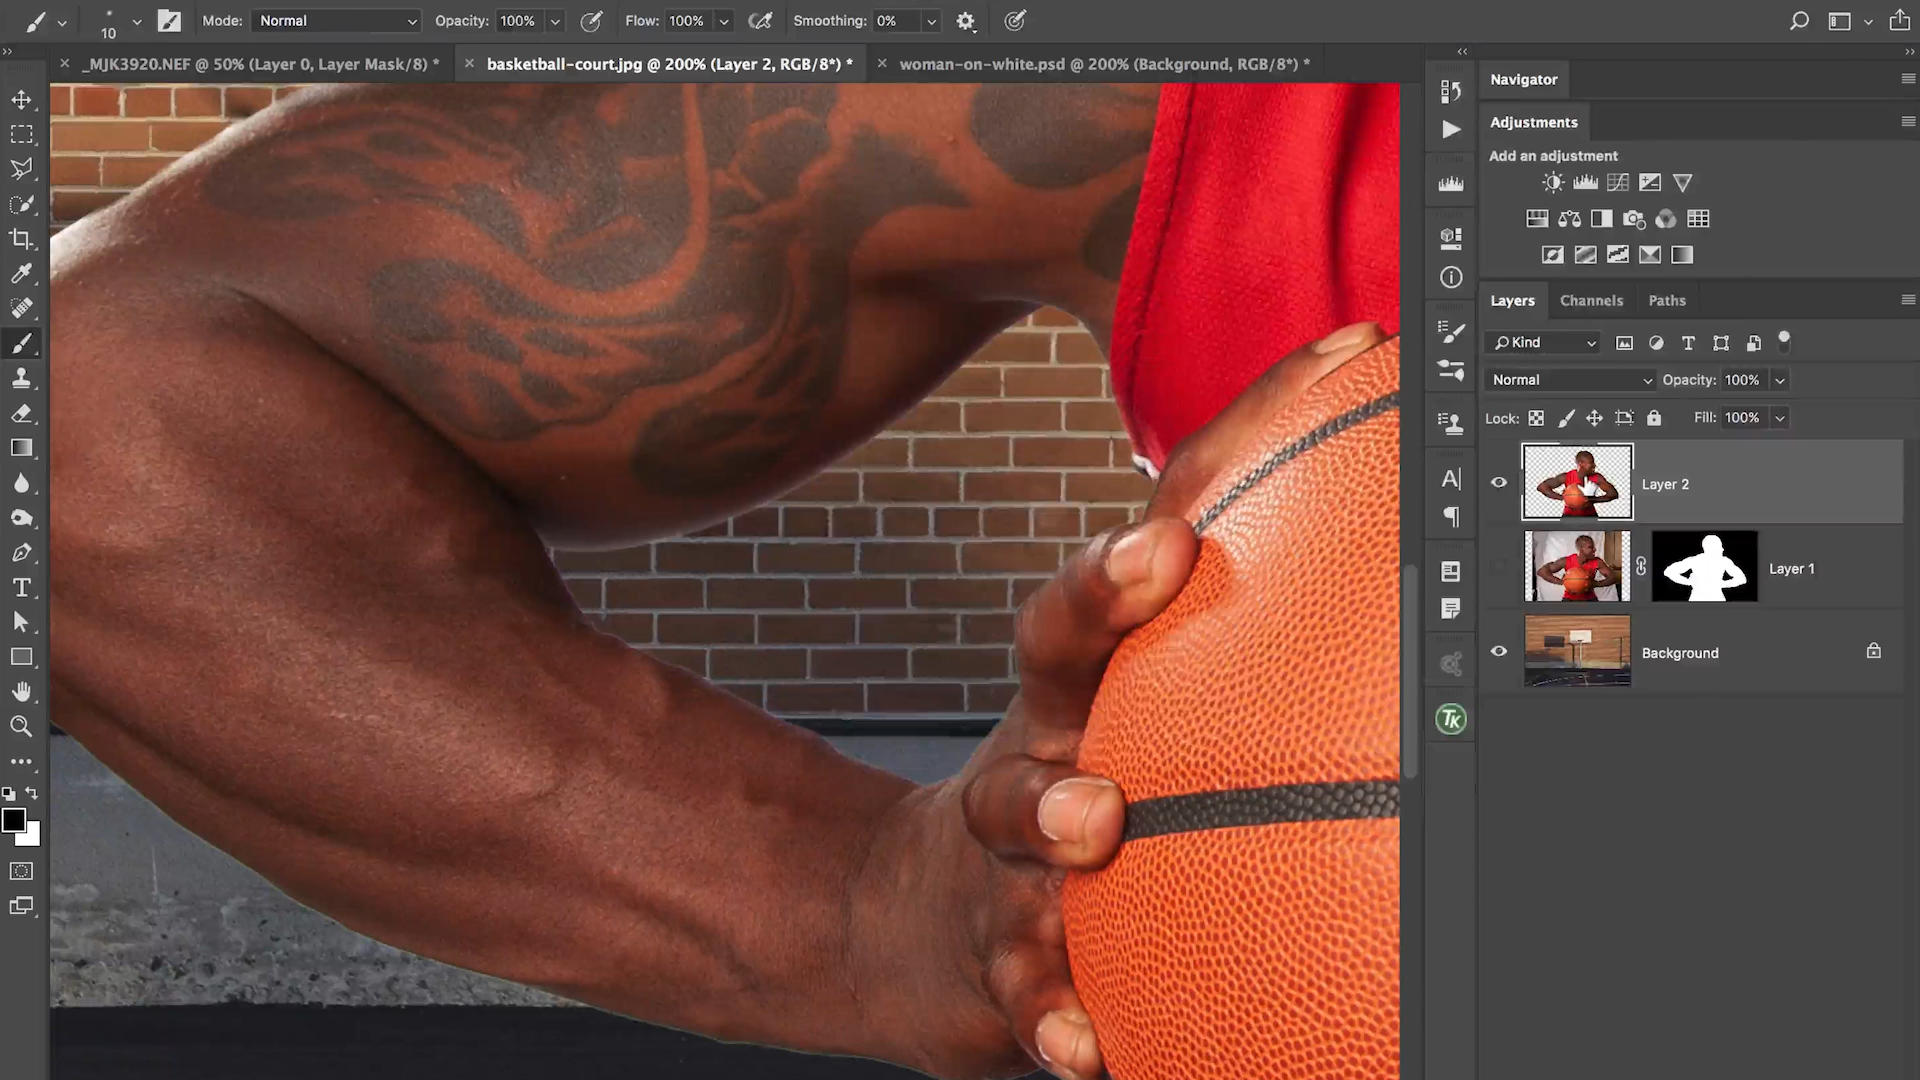 Mode: Normal Opacity: 100% Flow: 100% Smoothing: 0%
10
_MJK3920.NEF @ 50% (Layer 0, Layer Mask/8) *
basketball-court.jpg @ 200% (Layer 2, RGB/8*) *
woman-on-white.psd @ 200% (Background, RGB/8*) *
Navigator
Adjustments
Add an adjustment
Layers Channels Paths
Kind
Normal Opacity: 100%
Lock: Fill: 100%
Layer 2
Layer 1
Background
TK